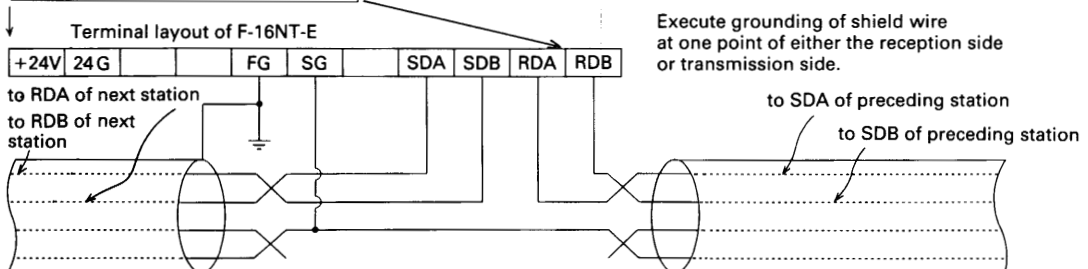 Terminal layout of F-16NT-E
+24V 24G FG SG SDA SDB RDA RDB
Execute grounding of shield wire
at one point of either the reception side
or transmission side.
to RDA of next station
to RDB of next
station
to SDA of preceding station
to SDB of preceding station